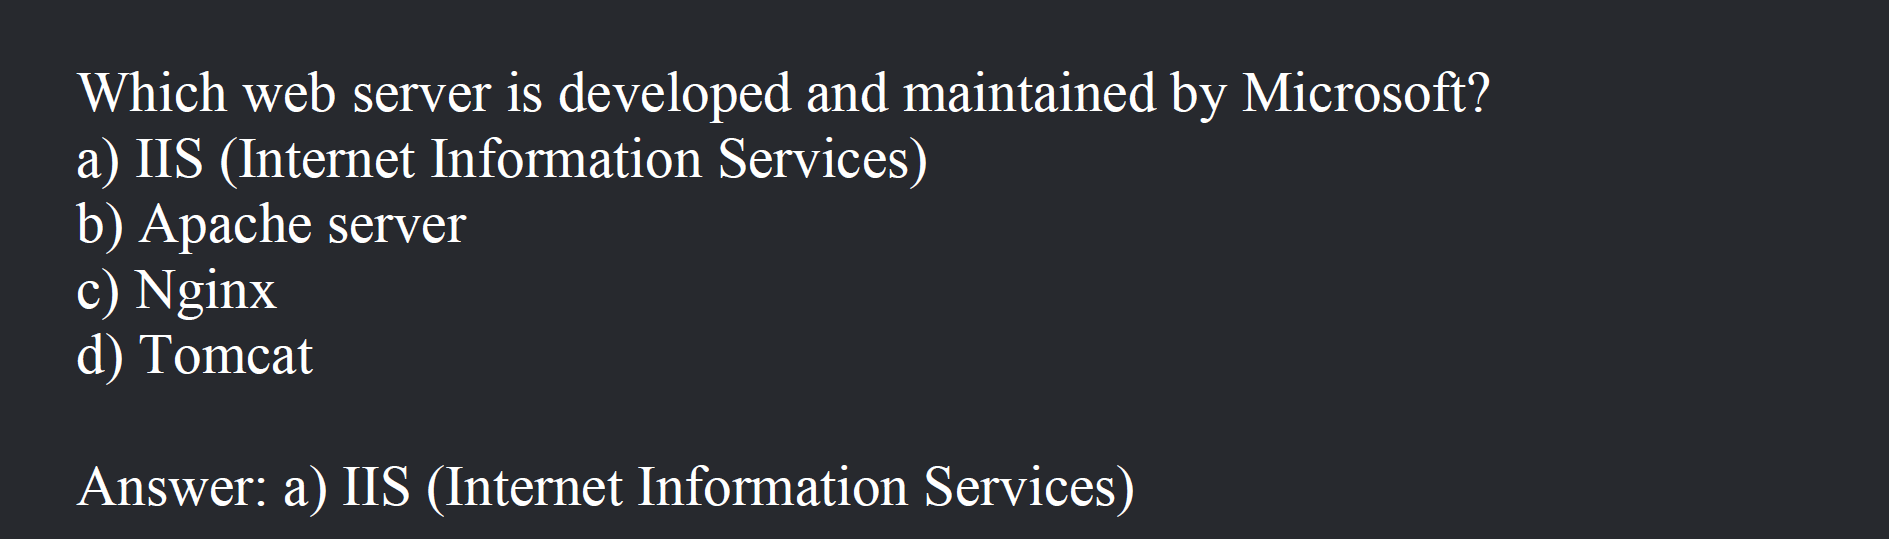 Which web server is developed and maintained by Microsoft?
a) IIS (Internet Information Services)
b) Apache server
c) Nginx
d) Tomcat
Answer: a) IIS (Internet Information Services)